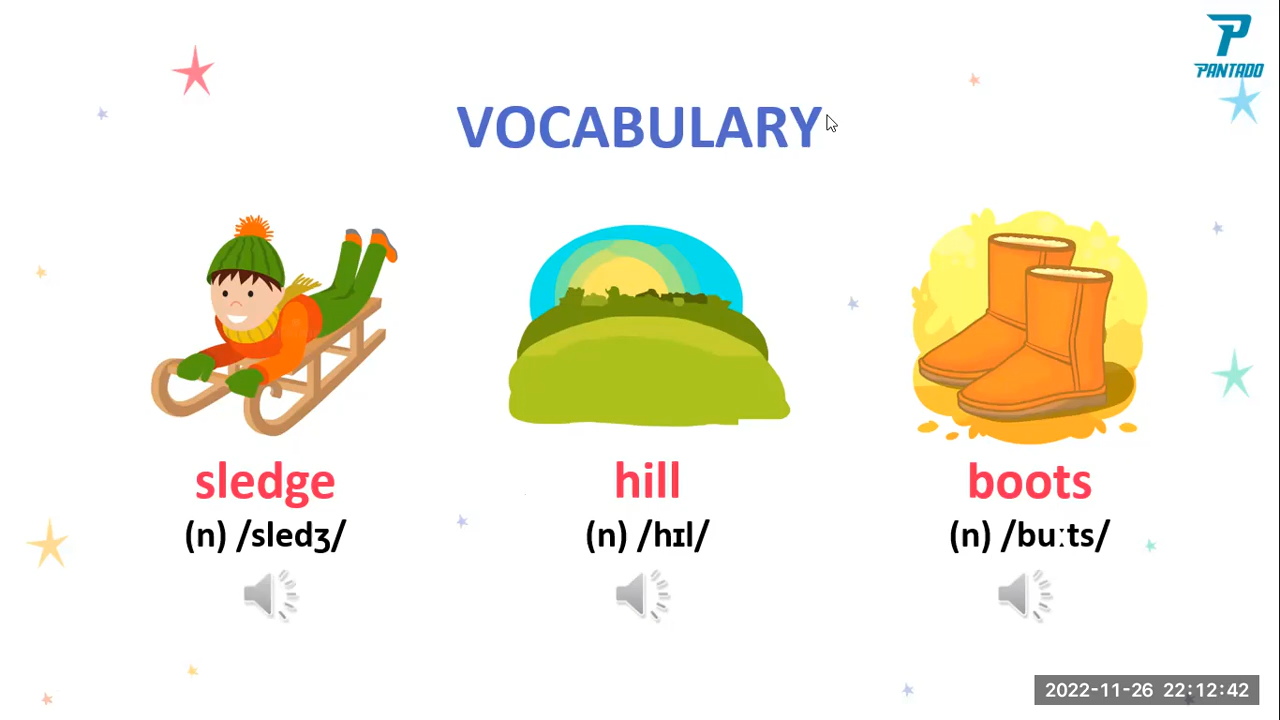 PANTADO
VOCABULARY
sledge
hill
boots
(n) /sledʒ/
(n) /hɪl/
(n) /buːts/
2022-11-26 22:12:42